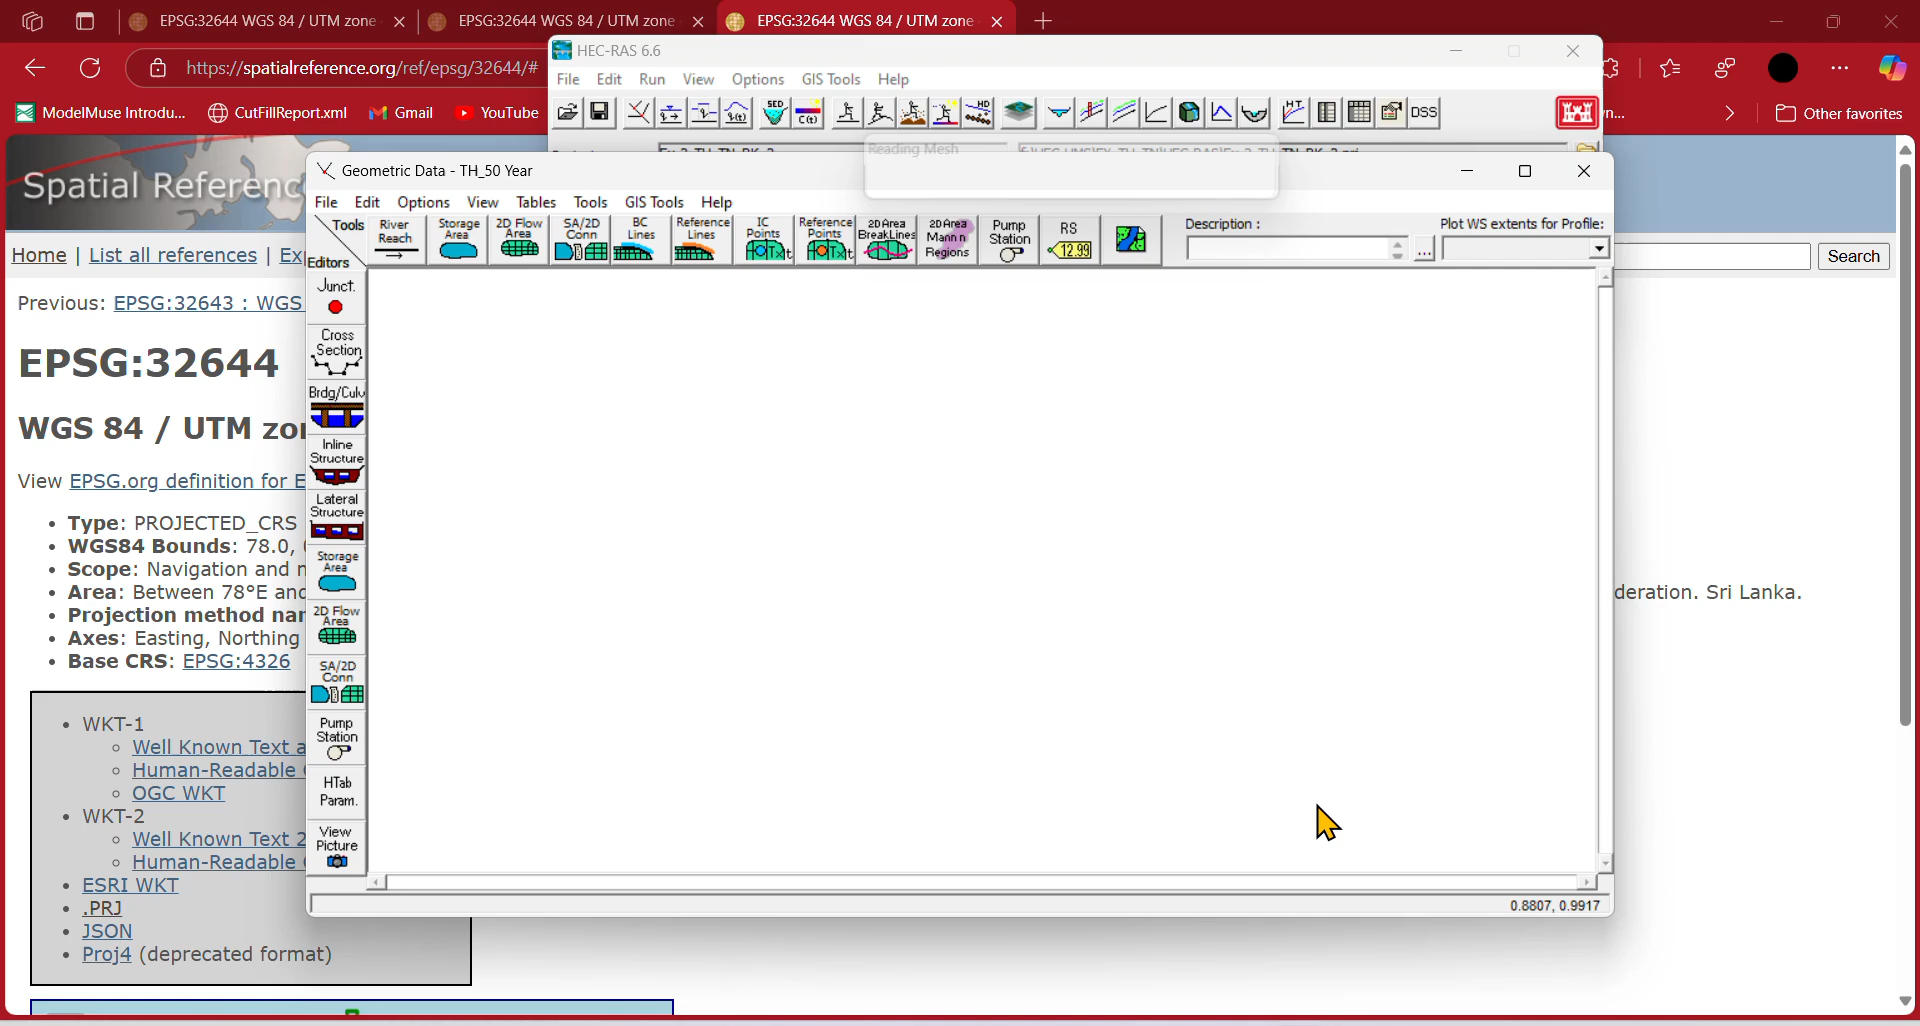 EPSG:32644 WGS 84 / UTM zone
EPSG:32644 WGS 84 / UTM zone
EPSG:32644 WGS 84 / UTM zone
HEC-RAS 6.6
https://spatialreference.org/ref/epsg/32644/#
File Edit Run View Options GIS Tools Help
ModelMuse Introdu... CutFillReport.xml Gmail YouTube
SED C(t) HD HT DSS
Other favorites
Reading Mesh
Spatial Referenc
Geometric Data - TH_50 Year
File Edit Options View Tables Tools GIS Tools Help
Tools
Editors
River Reach
Storage Area
2D Flow Area
SA/2D Conn
BC Lines
Reference Lines
IC Points
Reference Points
2D Area BreakLines
2D Area Mann n Regions
Pump Station
RS 12.99
Description :
...
Plot WS extents for Profile:
Home | List all references | Ex
Search
Previous: EPSG:32643 : WGS
EPSG:32644
WGS 84 / UTM zo
View EPSG.org definition for E
Type: PROJECTED_CRS
WGS84 Bounds: 78.0,
Scope: Navigation and
Area: Between 78°E and
deration. Sri Lanka.
Projection method nar
Axes: Easting, Northing
Base CRS: EPSG:4326
WKT-1
Well Known Text a
Human-Readable
OGC WKT
WKT-2
Well Known Text 2
Human-Readable
ESRI WKT
.PRJ
JSON
Proj4 (deprecated format)
Junct.
Cross Section
Brdg/Culv
Inline Structure
Lateral Structure
Storage Area
2D Flow Area
SA/2D Conn
Pump Station
HTab Param.
View Picture
0.8807, 0.9917